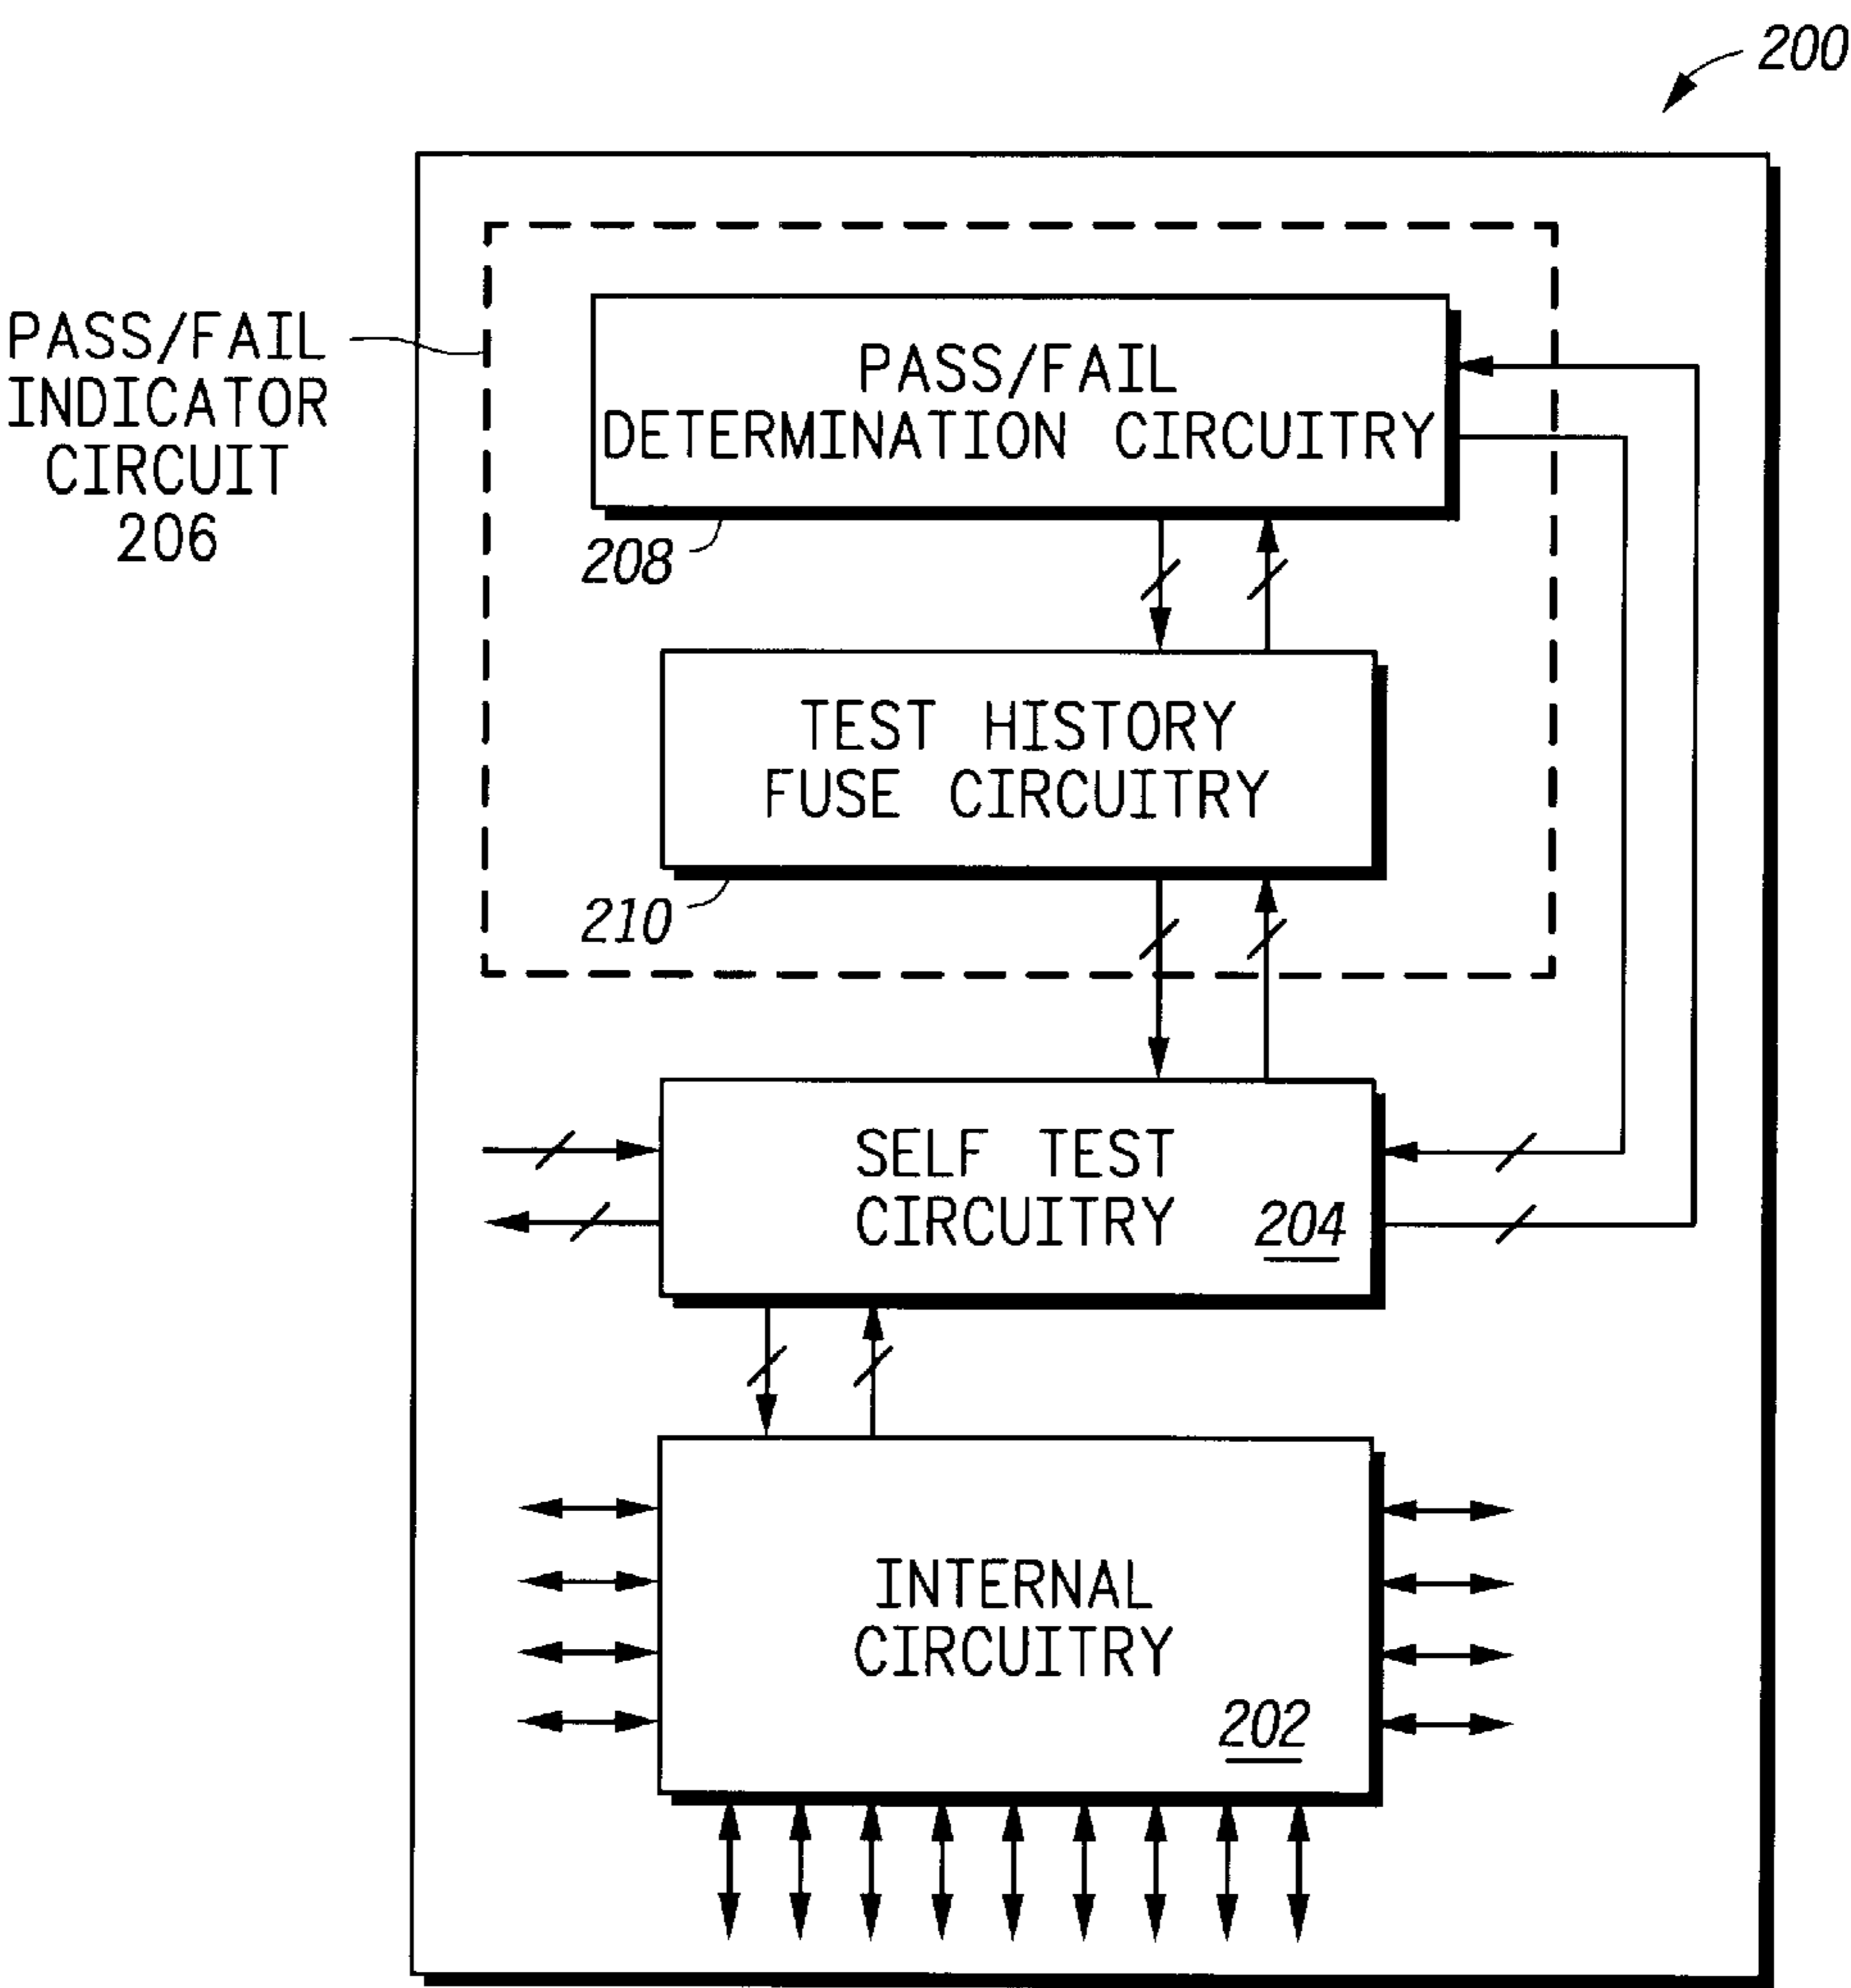 200
PASS/FAIL
INDICATOR
CIRCUIT
206
PASS/FAIL
DETERMINATION CIRCUITRY
208
TEST HISTORY
FUSE CIRCUITRY
210
SELF TEST
CIRCUITRY
204
INTERNAL
CIRCUITRY
202